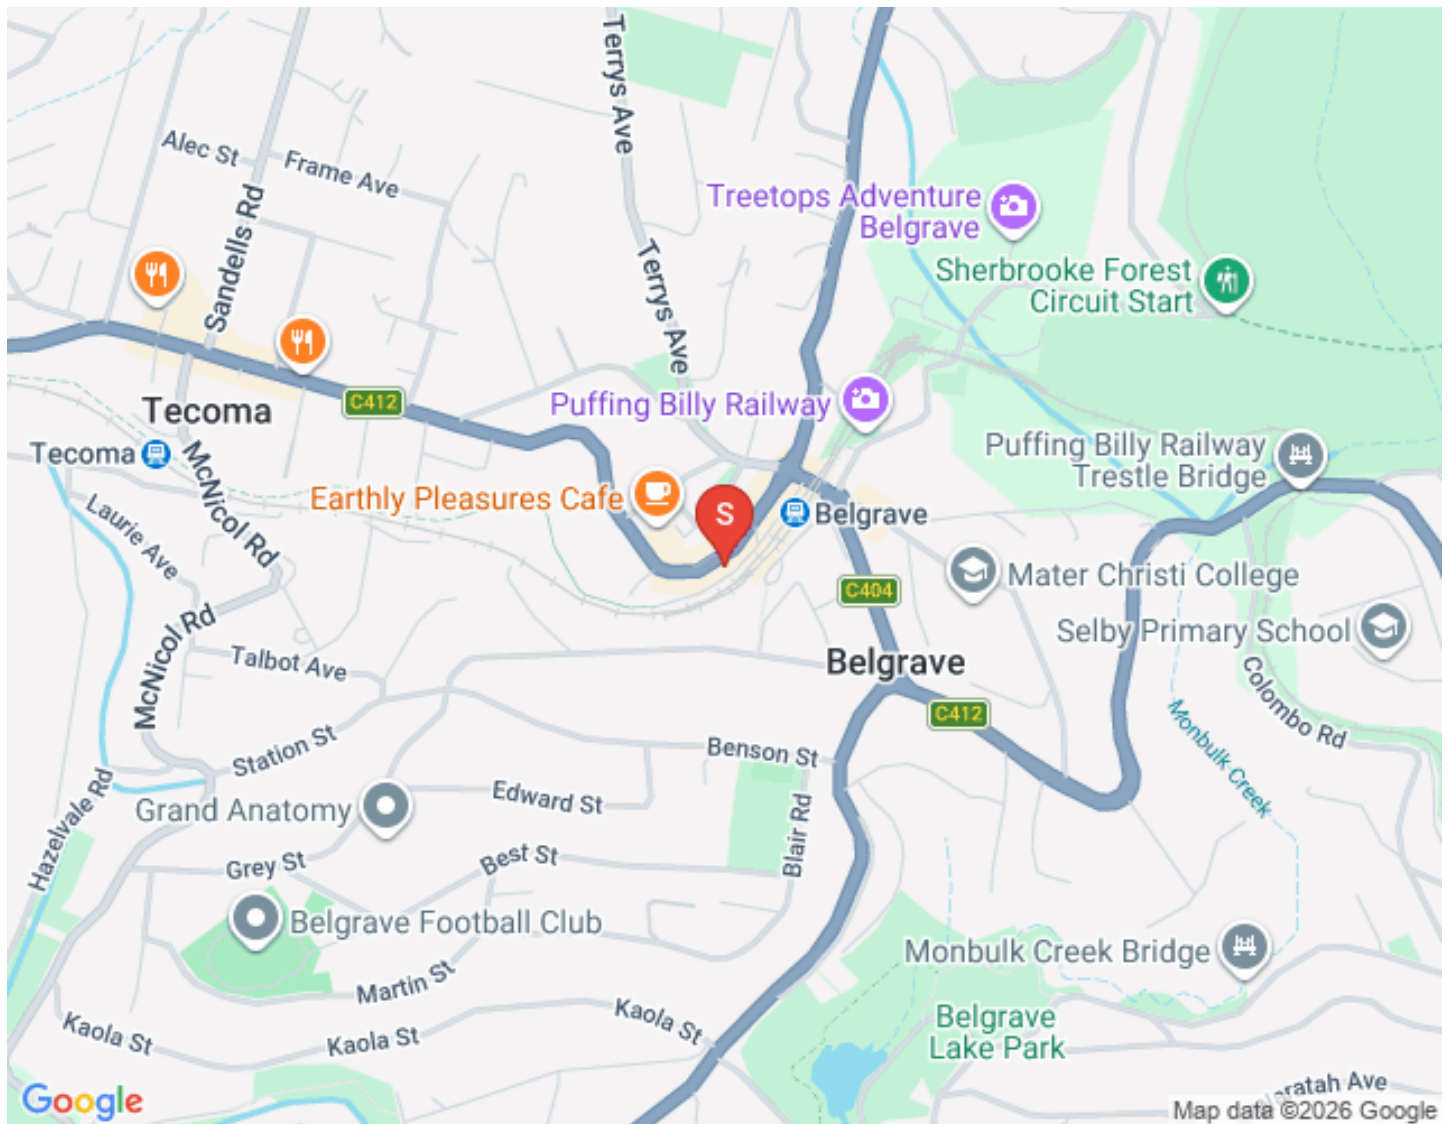 Terrys Ave
Alec St
Frame Ave
Sandells Rd
Treetops Adventure
Belgrave
Terrys Ave
Sherbrooke Forest
Circuit Start
C412
Tecoma
Puffing Billy Railway
Tecoma
McNicol Rd
Puffing Billy Railway
Trestle Bridge
Laurie Ave
Earthly Pleasures Cafe
S
Belgrave
Mater Christi College
C404
Selby Primary School
McNicol Rd
Talbot Ave
Belgrave
C412
Colombo Rd
Station St
Benson St
Monbulk Creek
Hazelvale Rd
Grand Anatomy
Edward St
Blair Rd
Grey St
Best St
Belgrave Football Club
Monbulk Creek Bridge
Martin St
Kaola St
Kaola St
Kaola St
Belgrave
Lake Park
Google
Map data ©2026 Google